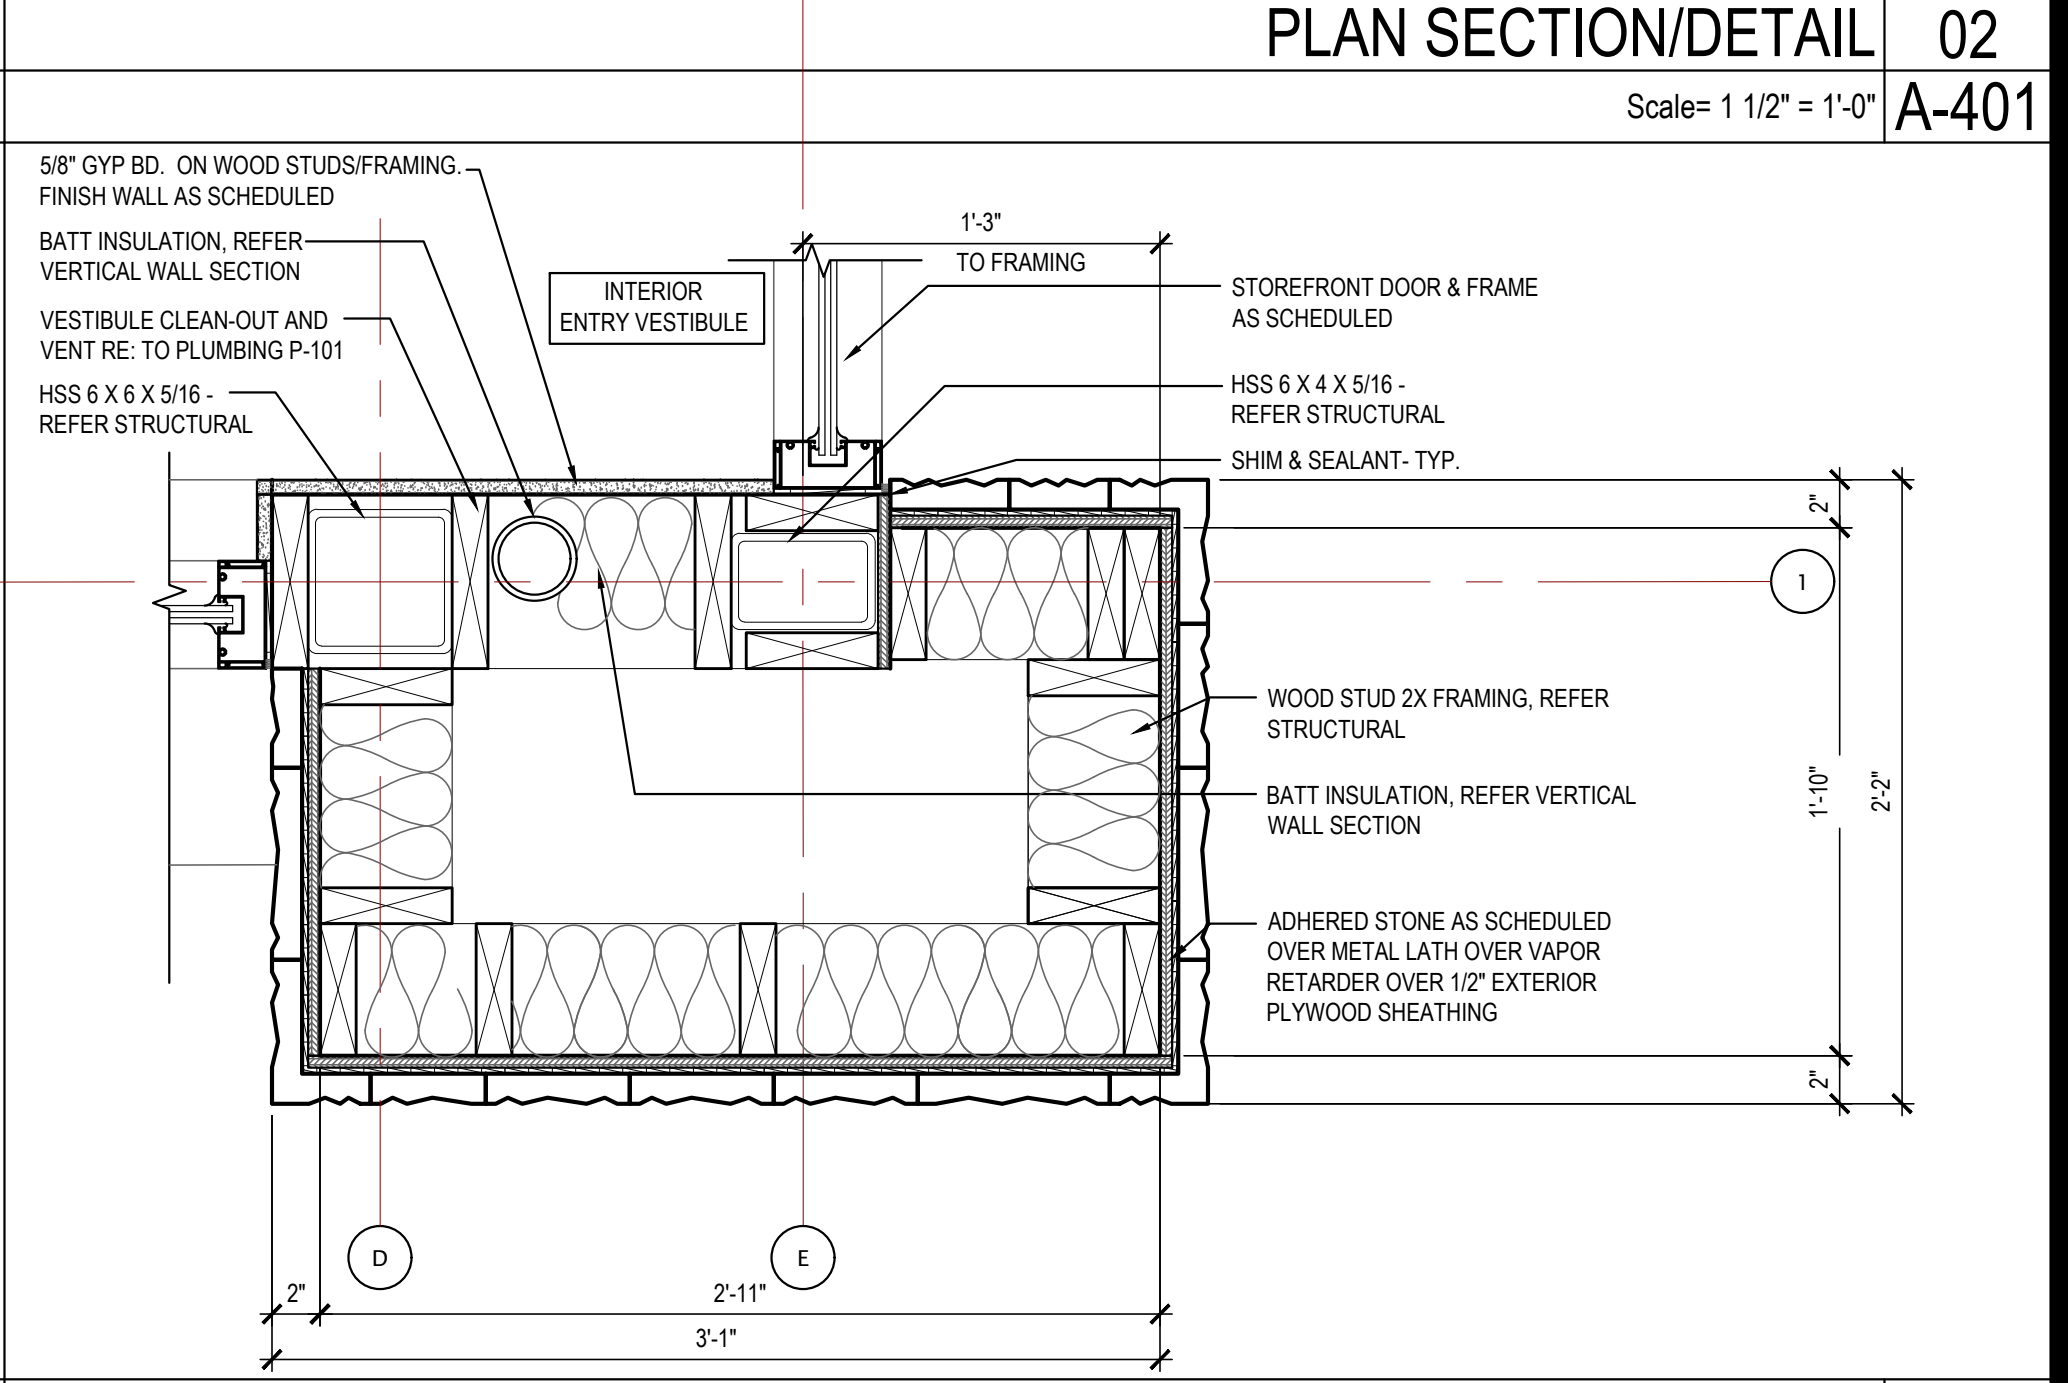 PLAN SECTION/DETAIL
02
Scale= 1 1/2" = 1'-0"
A-401
5/8" GYP BD.  ON WOOD STUDS/FRAMING.
FINISH WALL AS SCHEDULED
BATT INSULATION, REFER
VERTICAL WALL SECTION
VESTIBULE CLEAN-OUT AND
VENT RE: TO PLUMBING P-101
HSS 6 X 6 X 5/16 -
REFER STRUCTURAL
INTERIOR
ENTRY VESTIBULE
1'-3"
TO FRAMING
STOREFRONT DOOR & FRAME
AS SCHEDULED
HSS 6 X 4 X 5/16 -
REFER STRUCTURAL
SHIM & SEALANT- TYP.
2"
1
WOOD STUD 2X FRAMING, REFER
STRUCTURAL
BATT INSULATION, REFER VERTICAL
WALL SECTION
1'-10"
2'-2"
ADHERED STONE AS SCHEDULED
OVER METAL LATH OVER VAPOR
RETARDER OVER 1/2" EXTERIOR
PLYWOOD SHEATHING
2"
D
E
2"
2'-11"
3'-1"